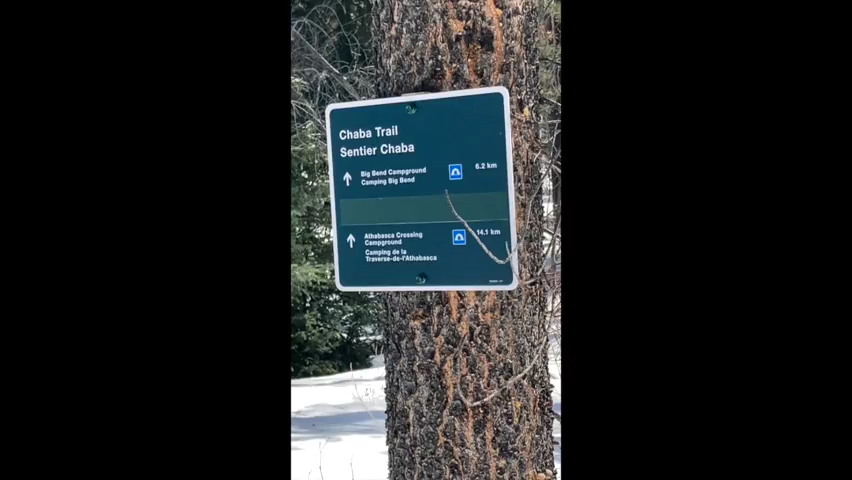 Chaba Trail
Sentier Chaba
Big Bend Campground
Camping Big Bend
6.2 km
Athabasca Crossing
Campground
14.1 km
Camping de la
Traverse-de-l'Athabasca